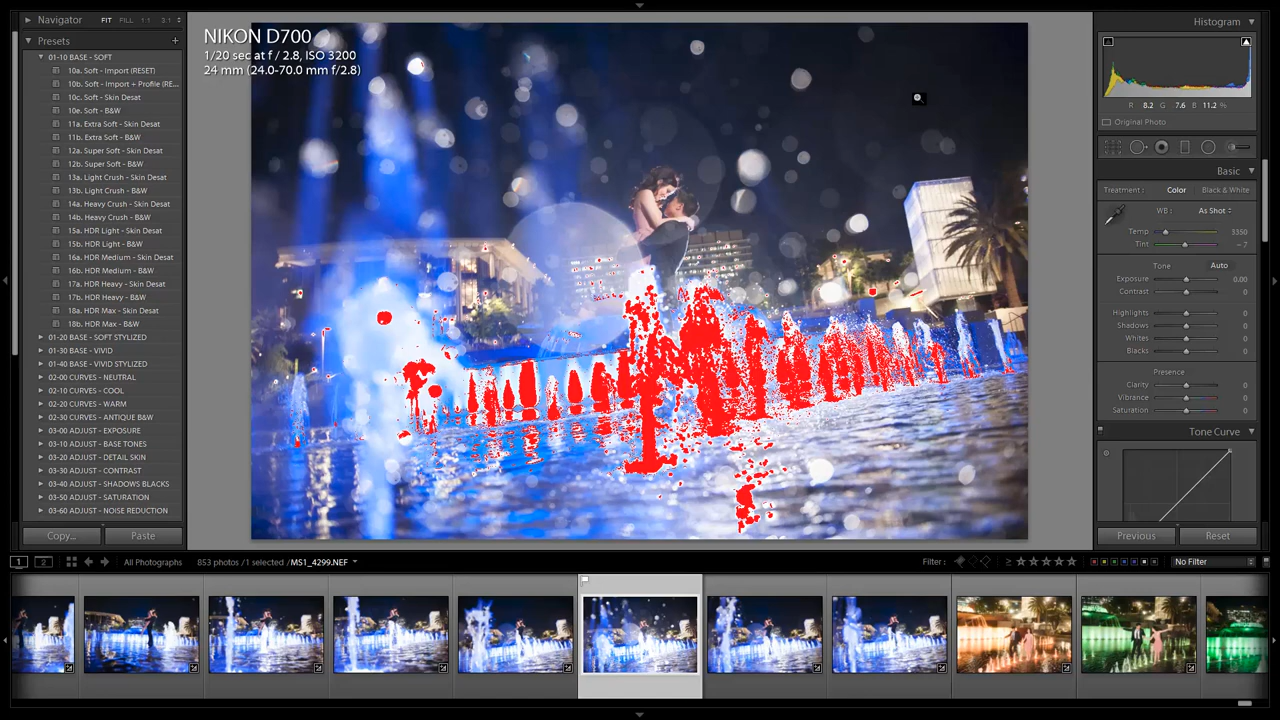 Navigator
FIT FILL 1:1 3:1
Presets +
01-10 BASE - SOFT
10a. Soft - Import (RESET)
10b. Soft - Import + Profile (RE...
10c. Soft - Skin Desat
10e. Soft - B&W
11a. Extra Soft - Skin Desat
11b. Extra Soft - B&W
12a. Super Soft - Skin Desat
12b. Super Soft - B&W
13a. Light Crush - Skin Desat
13b. Light Crush - B&W
14a. Heavy Crush - Skin Desat
14b. Heavy Crush - B&W
15a. HDR Light - Skin Desat
15b. HDR Light - B&W
16a. HDR Medium - Skin Desat
16b. HDR Medium - B&W
17a. HDR Heavy - Skin Desat
17b. HDR Heavy - B&W
18a. HDR Max - Skin Desat
18b. HDR Max - B&W
01-20 BASE - SOFT STYLIZED
01-30 BASE - VIVID
01-40 BASE - VIVID STYLIZED
02-00 CURVES - NEUTRAL
02-10 CURVES - COOL
02-20 CURVES - WARM
02-30 CURVES - ANTIQUE B&W
03-00 ADJUST - EXPOSURE
03-10 ADJUST - BASE TONES
03-20 ADJUST - DETAIL SKIN
03-30 ADJUST - CONTRAST
03-40 ADJUST - SHADOWS BLACKS
03-50 ADJUST - SATURATION
03-60 ADJUST - NOISE REDUCTION
Copy... Paste
NIKON D700
1/20 sec at f / 2.8, ISO 3200
24 mm (24.0-70.0 mm f/2.8)
Histogram
R 8.2 G 7.6 B 11.2 %
Original Photo
Basic
Treatment : Color Black & White
WB : As Shot
Temp 3350
Tint - 7
Tone Auto
Exposure 0.00
Contrast 0
Highlights 0
Shadows 0
Whites 0
Blacks 0
Presence
Clarity 0
Vibrance 0
Saturation 0
Tone Curve
Previous Reset
1 2 All Photographs 853 photos / 1 selected / MS1_4299.NEF Filter : ≥ No Filter